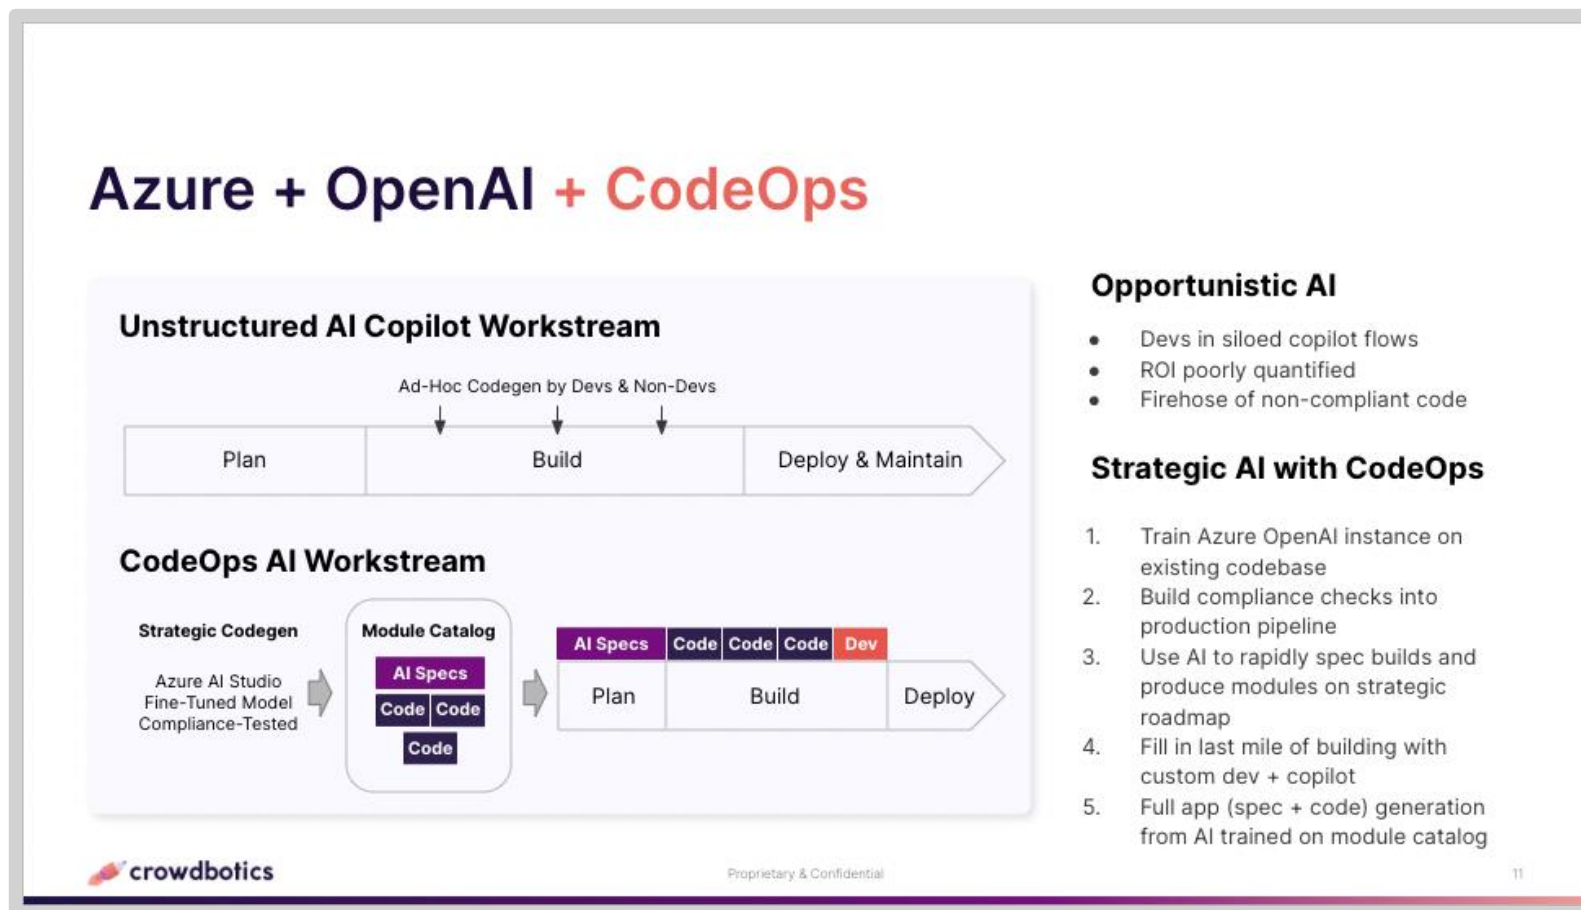 Azure + OpenAI + CodeOps
Unstructured AI Copilot Workstream
Ad-Hoc Codegen by Devs & Non-Devs
Plan
Build
Deploy & Maintain
CodeOps AI Workstream
Strategic Codegen
Azure AI Studio
Fine-Tuned Model
Compliance-Tested
Module Catalog
AI Specs
Code Code
Code
AI Specs Code Code Code Dev
Plan
Build
Deploy
Opportunistic AI
● Devs in siloed copilot flows
● ROI poorly quantified
● Firehose of non-compliant code
Strategic AI with CodeOps
1. Train Azure OpenAI instance on
existing codebase
2. Build compliance checks into
production pipeline
3. Use AI to rapidly spec builds and
produce modules on strategic
roadmap
4. Fill in last mile of building with
custom dev + copilot
5. Full app (spec + code) generation
from AI trained on module catalog
crowdbotics
Proprietary & Confidential
11